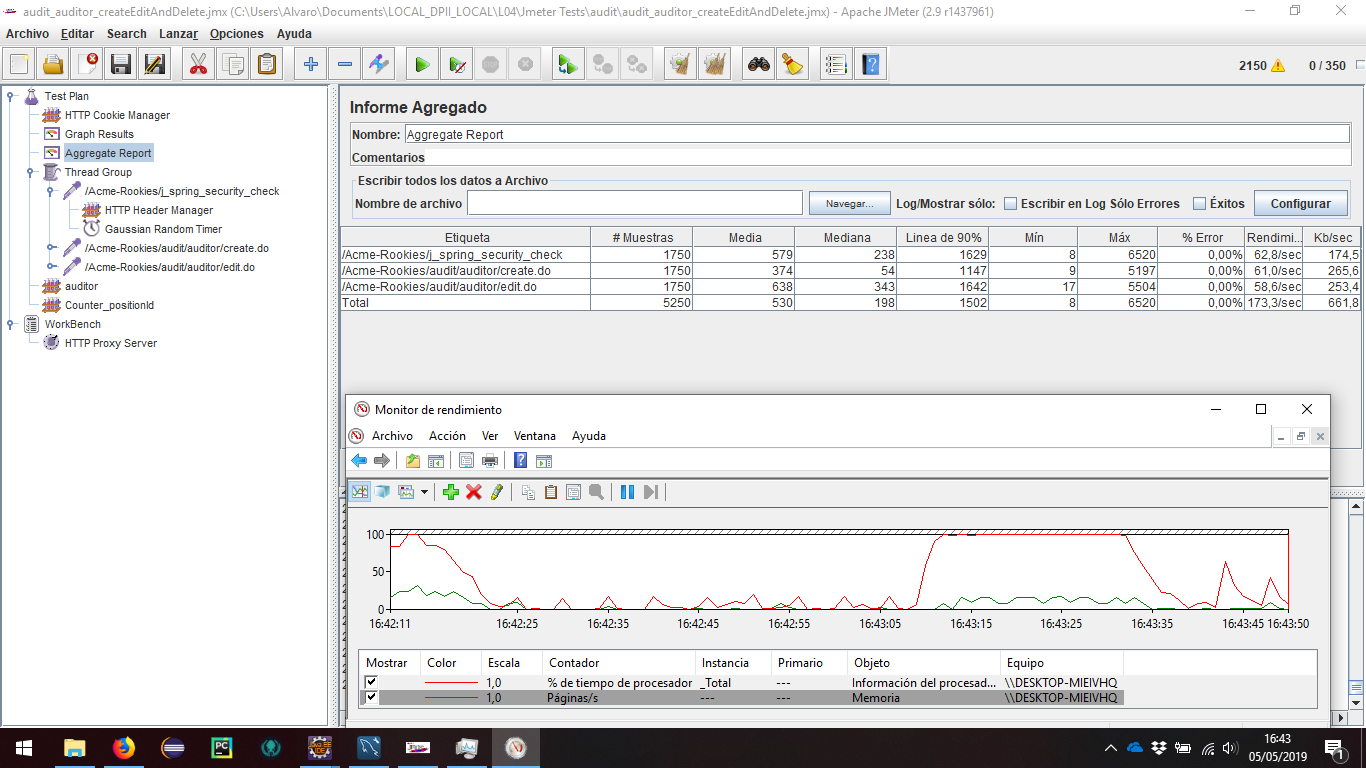 audit_auditor_createEditAndDelete.jmx (C:\Users\Alvaro\Documents\LOCAL_DPII_LOCAL\L04\Jmeter Tests\audit\audit_auditor_createEditAndDelete.jmx) - Apache JMeter (2.9 r1437961)
Archivo Editar Search Lanzar Opciones Ayuda
2150 0 / 350
Test Plan
HTTP Cookie Manager
Graph Results
Aggregate Report
Thread Group
/Acme-Rookies/j_spring_security_check
HTTP Header Manager
Gaussian Random Timer
/Acme-Rookies/audit/auditor/create.do
/Acme-Rookies/audit/auditor/edit.do
auditor
Counter_positionId
WorkBench
HTTP Proxy Server
Informe Agregado
Nombre: Aggregate Report
Comentarios
Escribir todos los datos a Archivo
Nombre de archivo Navegar... Log/Mostrar sólo: Escribir en Log Sólo Errores Éxitos Configurar
Etiqueta # Muestras Media Mediana Linea de 90% Mín Máx % Error Rendimi... Kb/sec
/Acme-Rookies/j_spring_security_check 1750 579 238 1629 8 6520 0,00% 62,8/sec 174,5
/Acme-Rookies/audit/auditor/create.do 1750 374 54 1147 9 5197 0,00% 61,0/sec 265,6
/Acme-Rookies/audit/auditor/edit.do 1750 638 343 1642 17 5504 0,00% 58,6/sec 253,4
Total 5250 530 198 1502 8 6520 0,00% 173,3/sec 661,8
Monitor de rendimiento
Archivo Acción Ver Ventana Ayuda
100
50
0
16:42:11 16:42:25 16:42:35 16:42:45 16:42:55 16:43:05 16:43:15 16:43:25 16:43:35 16:43:45 16:43:50
Mostrar Color Escala Contador Instancia Primario Objeto Equipo
1,0 % de tiempo de procesador _Total --- Información del procesad... \\DESKTOP-MIEIVHQ
1,0 Páginas/s --- --- Memoria \\DESKTOP-MIEIVHQ
PC
16:43
05/05/2019
1